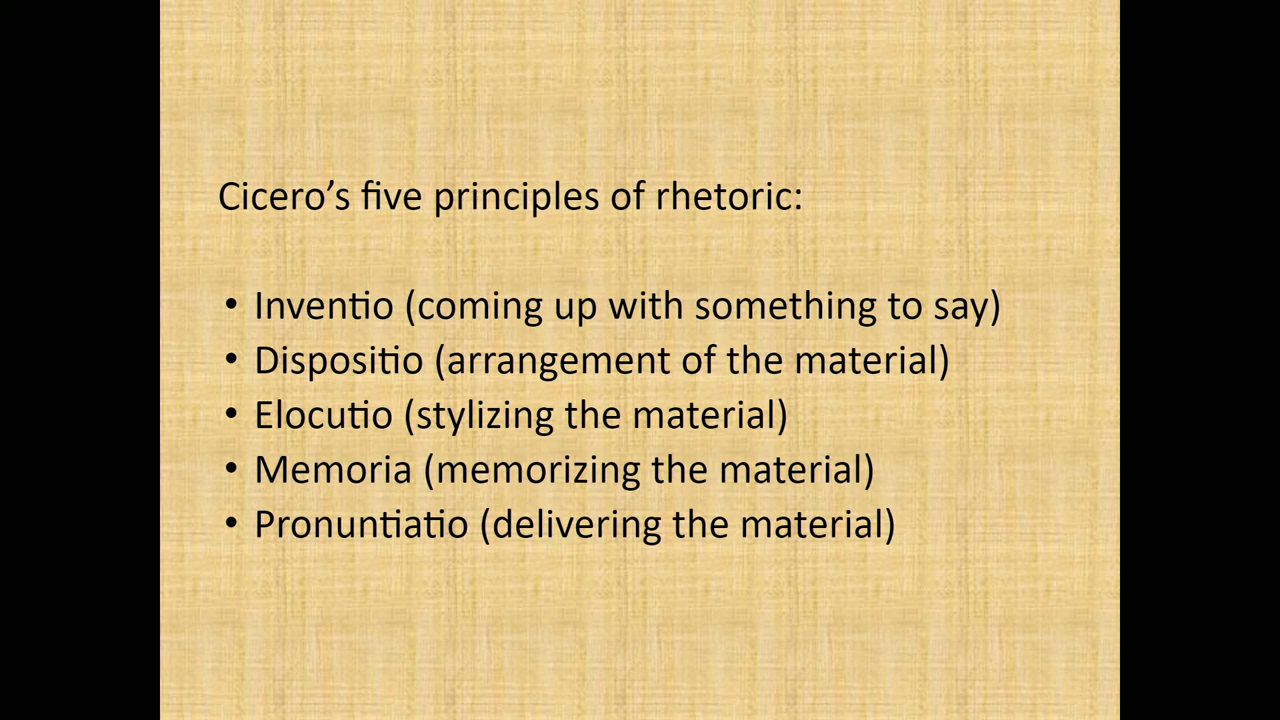 Cicero’s five principles of rhetoric:
• Inventio (coming up with something to say)
• Dispositio (arrangement of the material)
• Elocutio (stylizing the material)
• Memoria (memorizing the material)
• Pronuntiatio (delivering the material)